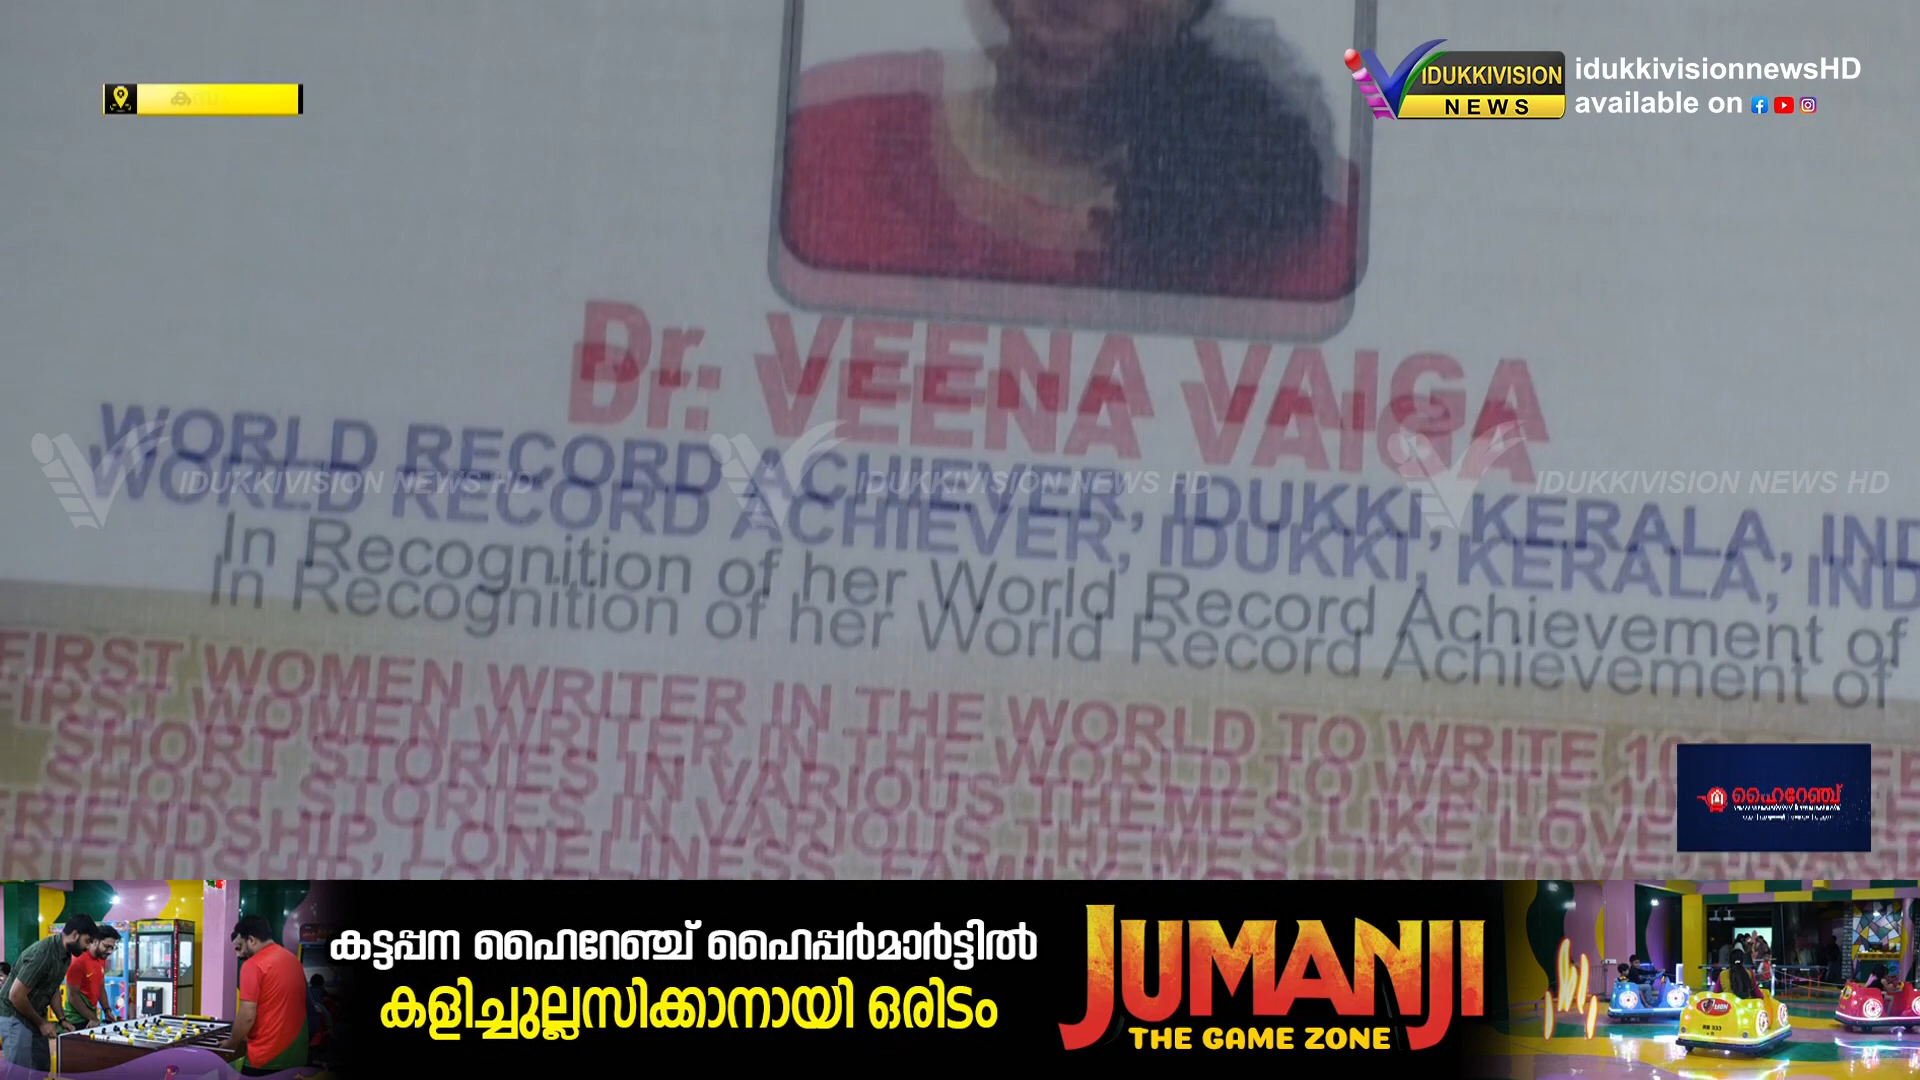 IDUKKIVISION
NEWS
idukkivisionnewsHD
available on
Dr. VEENA VAIGA
WORLD RECORD ACHIEVER, IDUKKI, KERALA, IND
In Recognition of her World Record Achievement of
FIRST WOMEN WRITER IN THE WORLD TO WRITE
SHORT STORIES IN VARIOUS THEMES LIKE LOVE,
FRIENDSHIP, LONELINESS, FAMILY
IDUKKIVISION NEWS HD
IDUKKIVISION NEWS HD
IDUKKIVISION NEWS HD
ഹൈറേഞ്ച്
കട്ടപ്പന ഹൈറേഞ്ച് ഹൈപ്പർമാർട്ടിൽ
കളിച്ചുല്ലസിക്കാനായി ഒരിടം
JUMANJI
THE GAME ZONE